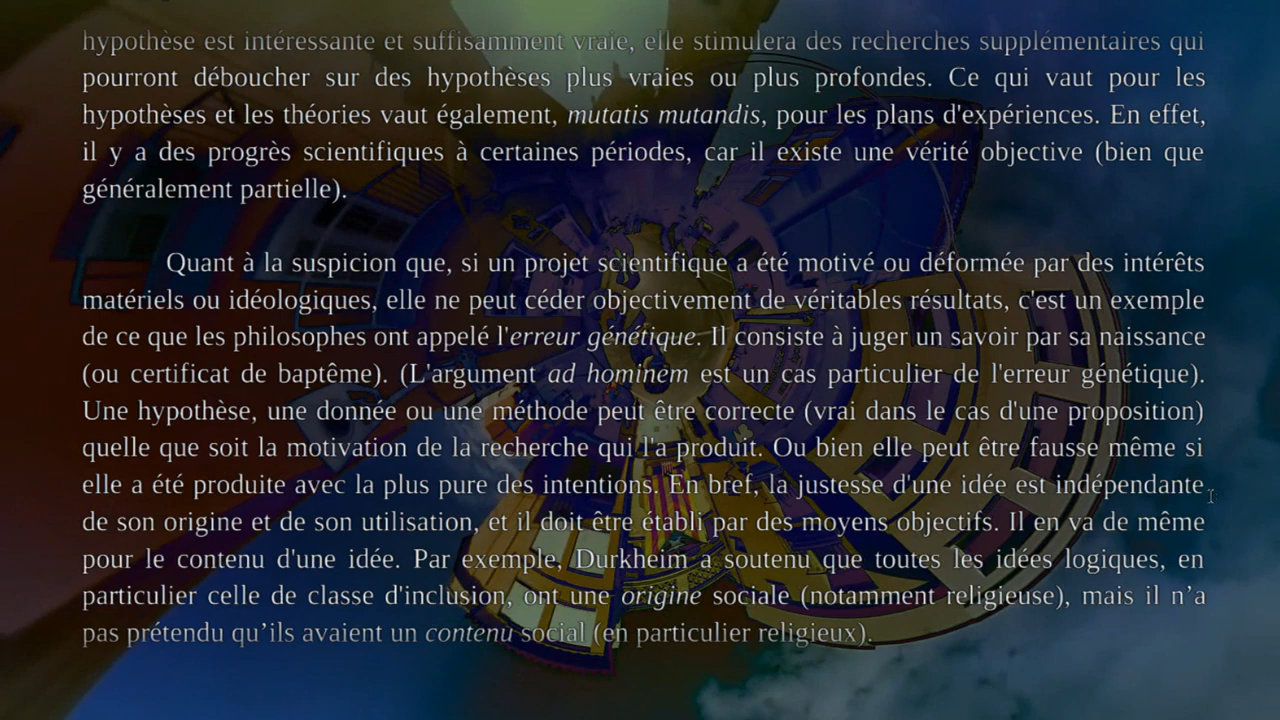 hypothèse est intéressante et suffisamment vraie, elle stimulera des recherches supplémentaires qui
pourront déboucher sur des hypothèses plus vraies ou plus profondes. Ce qui vaut pour les
hypothèses et les théories vaut également, mutatis mutandis, pour les plans d'expériences. En effet,
il y a des progrès scientifiques à certaines périodes, car il existe une vérité objective (bien que
généralement partielle).
Quant à la suspicion que, si un projet scientifique a été motivé ou déformée par des intérêts
matériels ou idéologiques, elle ne peut céder objectivement de véritables résultats, c'est un exemple
de ce que les philosophes ont appelé l'erreur génétique. Il consiste à juger un savoir par sa naissance
(ou certificat de baptême). (L'argument ad hominem est un cas particulier de l'erreur génétique).
Une hypothèse, une donnée ou une méthode peut être correcte (vrai dans le cas d'une proposition)
quelle que soit la motivation de la recherche qui l'a produit. Ou bien elle peut être fausse même si
elle a été produite avec la plus pure des intentions. En bref, la justesse d'une idée est indépendante
de son origine et de son utilisation, et il doit être établi par des moyens objectifs. Il en va de même
pour le contenu d'une idée. Par exemple, Durkheim a soutenu que toutes les idées logiques, en
particulier celle de classe d'inclusion, ont une origine sociale (notamment religieuse), mais il n’a
pas prétendu qu’ils avaient un contenu social (en particulier religieux).